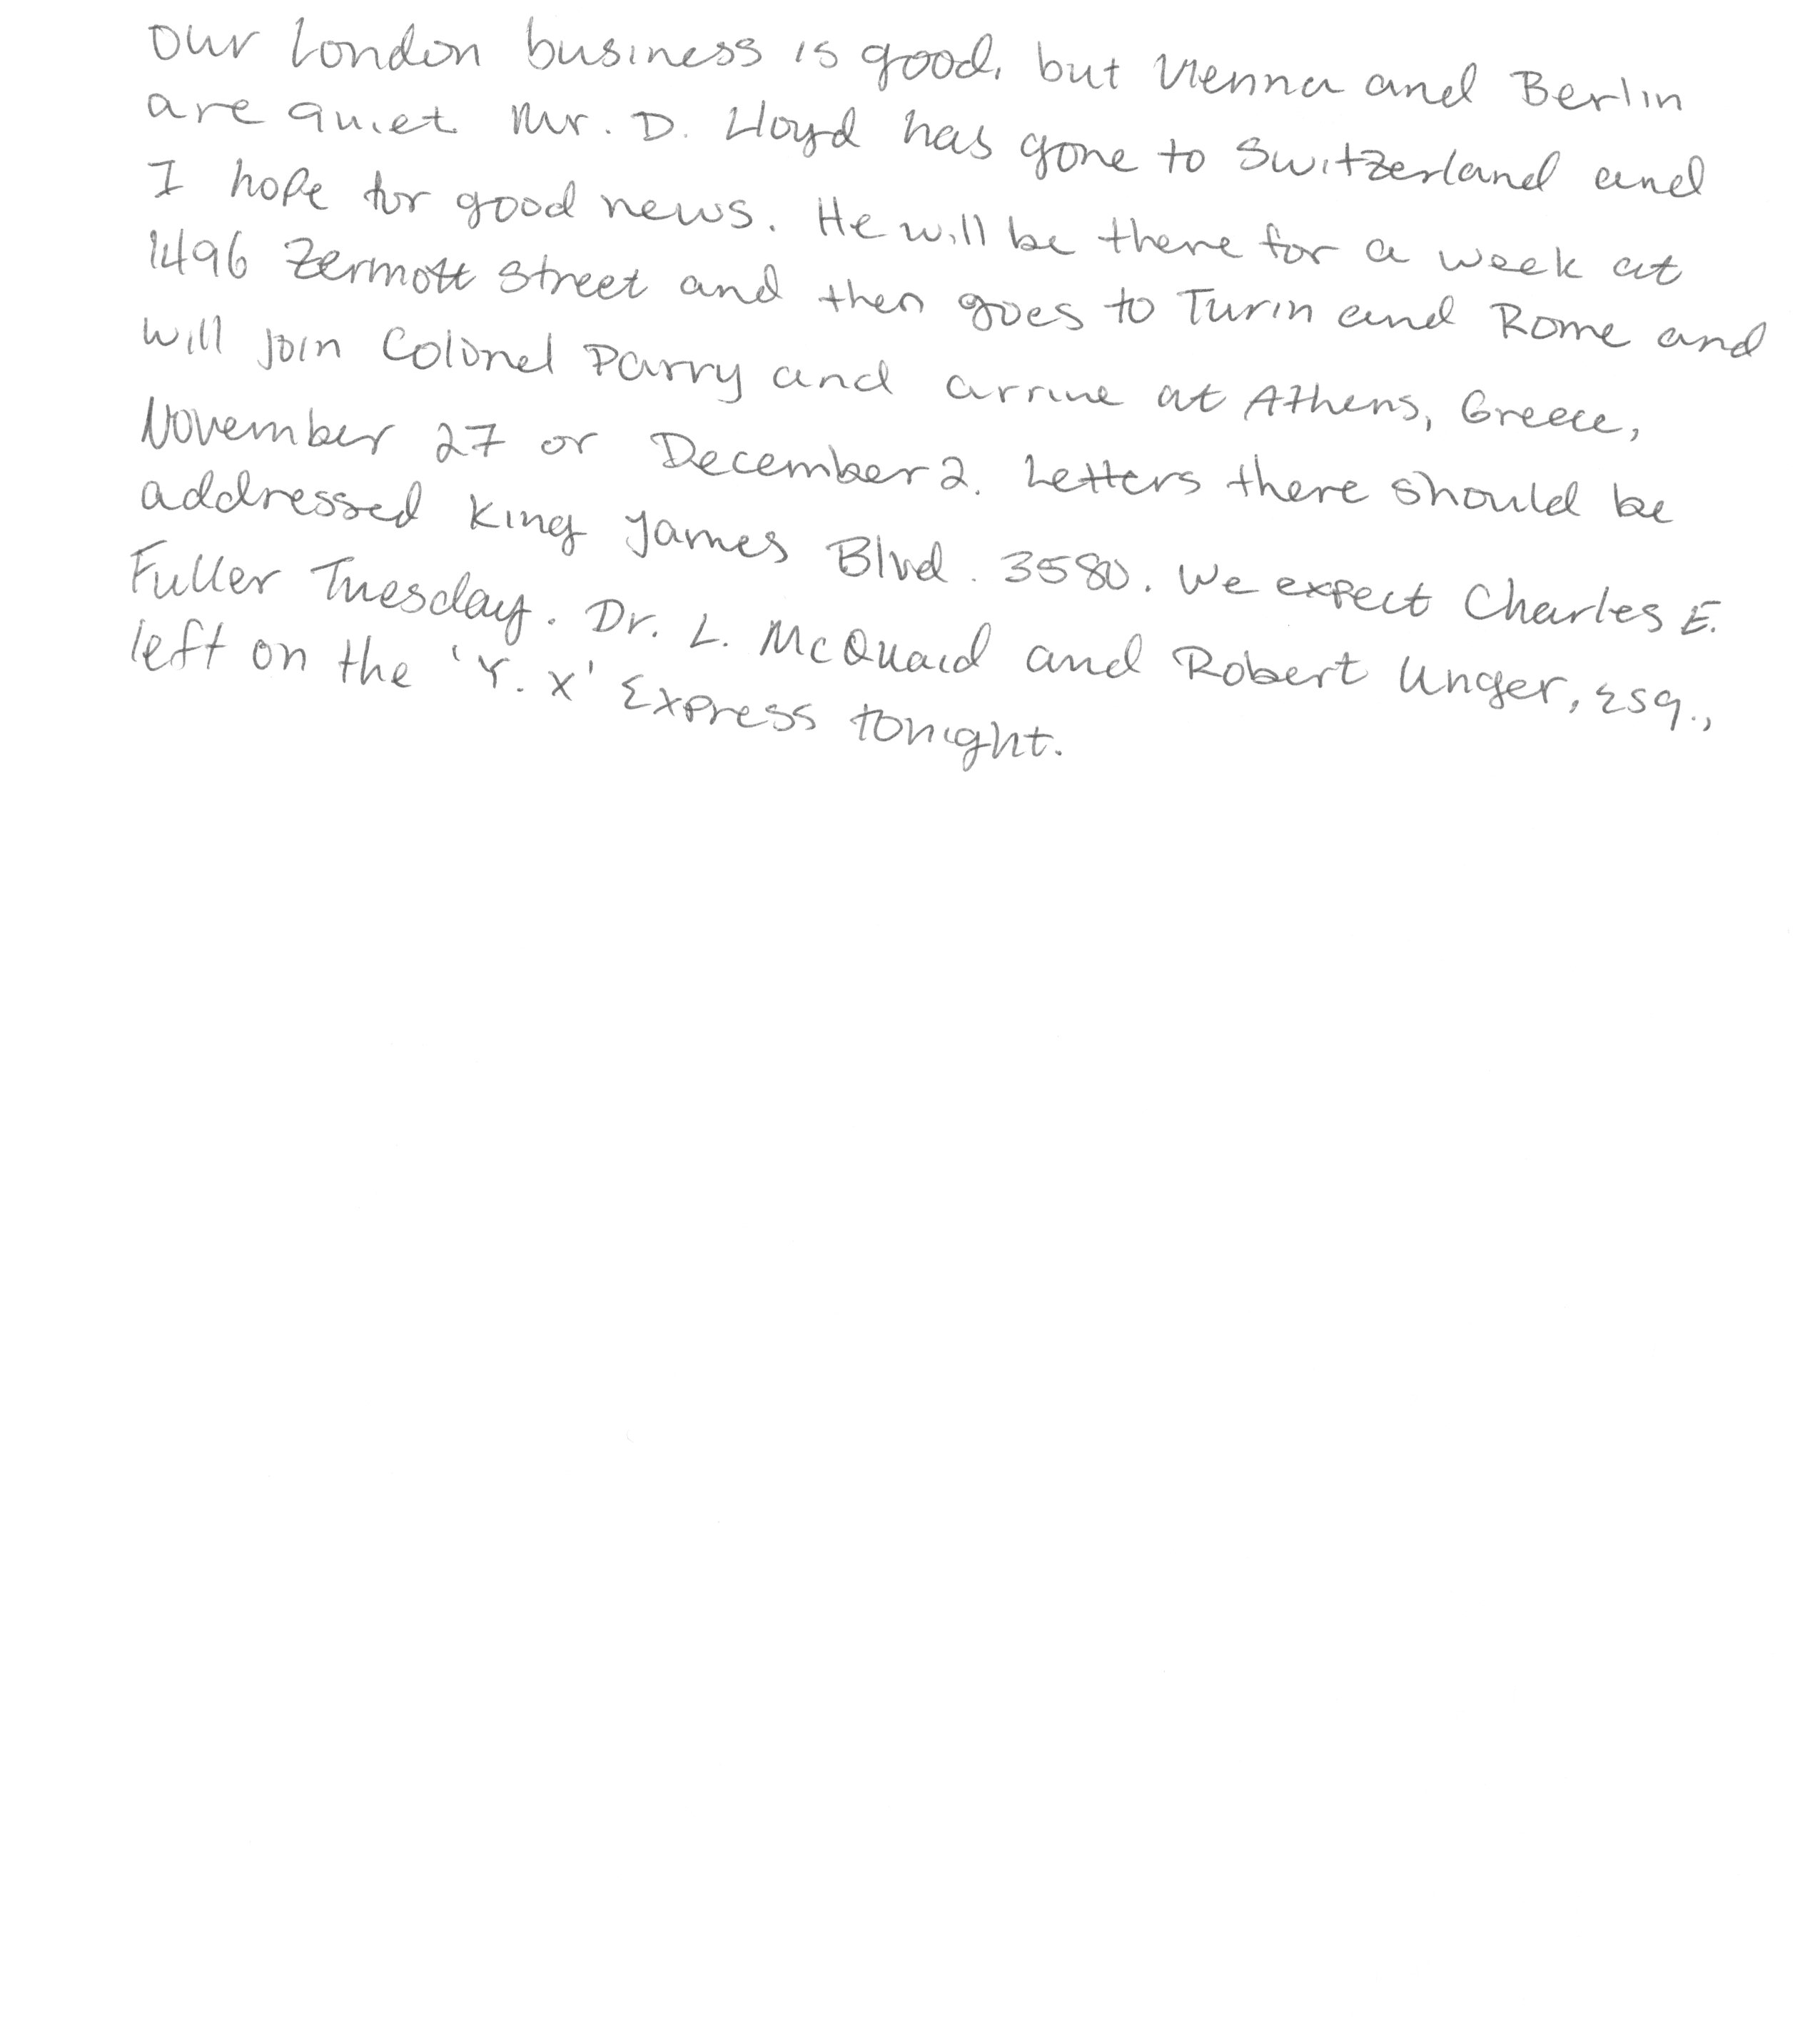 Our London business is good, but Vienna and Berlin
are quiet. Mr. D. Lloyd has gone to Switzerland and
I hope for good news. He will be there for a week at
1496 Zermott Street and then goes to Turin and Rome and
will join Colonel Parry and arrive at Athens, Greece,
November 27 or December 2. Letters there should be
addressed King James Blvd. 3580. We expect Charles E.
Fuller Tuesday. Dr. L. McQuaid and Robert Unger, Esq.,
left on the 'Y. X' Express tonight.